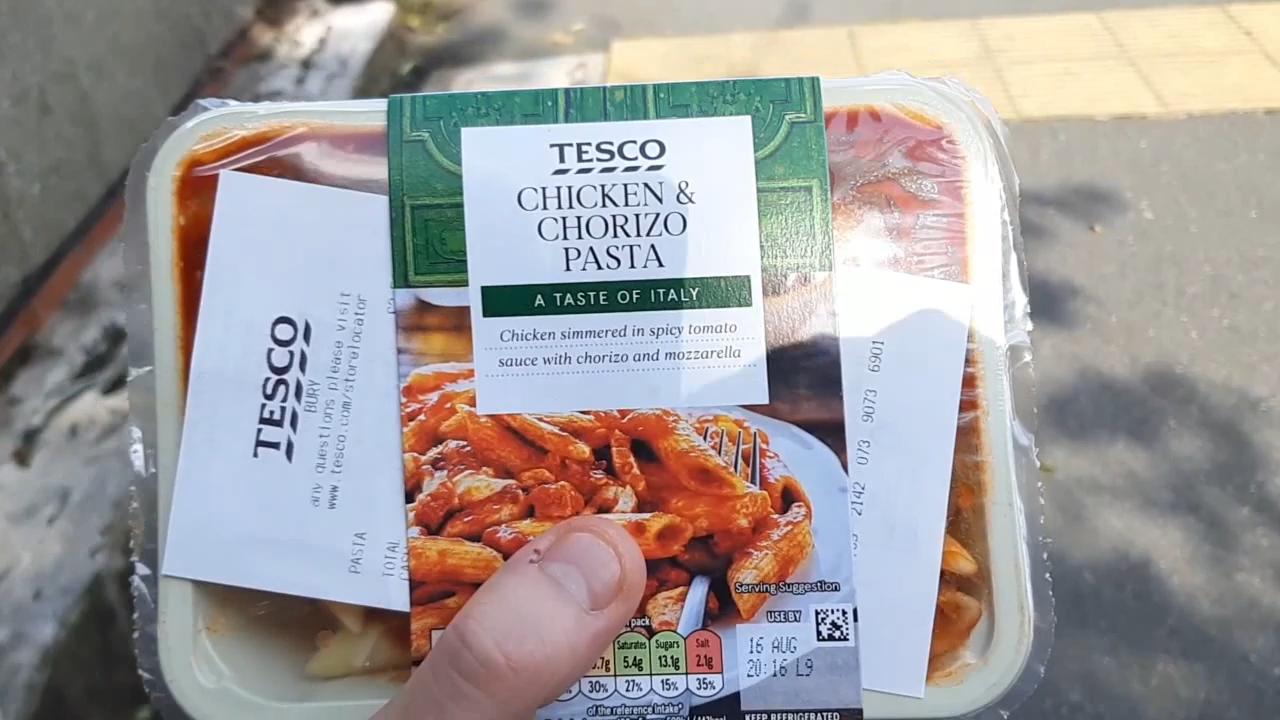 TESCO
CHICKEN &
CHORIZO
PASTA
A TASTE OF ITALY
Chicken simmered in spicy tomato
sauce with chorizo and mozzarella
Serving Suggestion
USE BY
16 AUG
20:16 L9
KEEP REFRIGERATED
pack
Saturates Sugars Salt
.7g 5.4g 13.1g 2.1g
30% 27% 15% 35%
of the reference intake*
TESCO
BURY
any questions please visit
www.tesco.com/storelocator
PASTA
TOTAL
2142 073 9073 6901